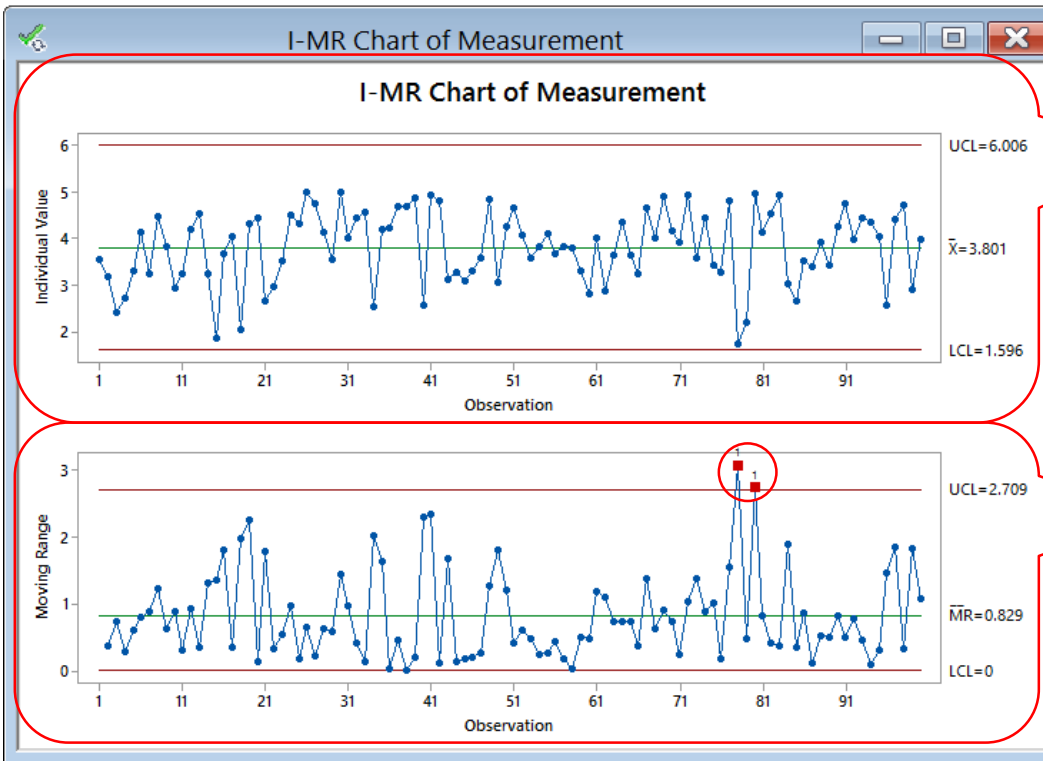 I-MR Chart of Measurement
I-MR Chart of Measurement
Individual Value
6
5
4
3
2
UCL=6.006
X̄=3.801
LCL=1.596
1 11 21 31 41 51 61 71 81 91
Observation
Moving Range
3
2
1
0
1
1
UCL=2.709
M̄R̄=0.829
LCL=0
1 11 21 31 41 51 61 71 81 91
Observation